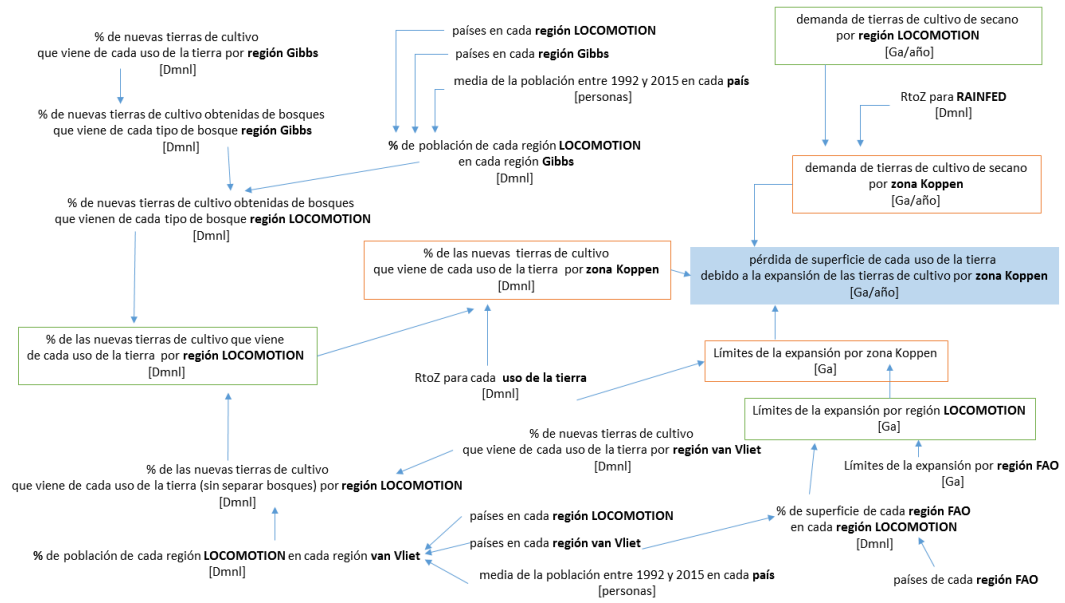 % de nuevas tierras de cultivo
que viene de cada uso de la tierra por región Gibbs
[Dmnl]
países en cada región LOCOMOTION
países en cada región Gibbs
media de la población entre 1992 y 2015 en cada país
[personas]
demanda de tierras de cultivo de secano
por región LOCOMOTION
[Ga/año]
RtoZ para RAINFED
[Dmnl]
% de nuevas tierras de cultivo obtenidas de bosques
que viene de cada tipo de bosque región Gibbs
[Dmnl]
% de población de cada región LOCOMOTION
en cada región Gibbs
[Dmnl]
demanda de tierras de cultivo de secano
por zona Koppen
[Ga/año]
% de nuevas tierras de cultivo obtenidas de bosques
que vienen de cada tipo de bosque región LOCOMOTION
[Dmnl]
% de las nuevas tierras de cultivo
que viene de cada uso de la tierra por zona Koppen
[Dmnl]
pérdida de superficie de cada uso de la tierra
debido a la expansión de las tierras de cultivo por zona Koppen
[Ga/año]
% de las nuevas tierras de cultivo que viene
de cada uso de la tierra por región LOCOMOTION
[Dmnl]
RtoZ para cada uso de la tierra
[Dmnl]
Límites de la expansión por zona Koppen
[Ga]
Límites de la expansión por región LOCOMOTION
[Ga]
% de nuevas tierras de cultivo
que viene de cada uso de la tierra por región van Vliet
[Dmnl]
Límites de la expansión por región FAO
[Ga]
% de las nuevas tierras de cultivo
que viene de cada uso de la tierra (sin separar bosques) por región LOCOMOTION
[Dmnl]
países en cada región LOCOMOTION
países en cada región van Vliet
media de la población entre 1992 y 2015 en cada país
[personas]
% de superficie de cada región FAO
en cada región LOCOMOTION
[Dmnl]
% de población de cada región LOCOMOTION en cada región van Vliet
[Dmnl]
países de cada región FAO